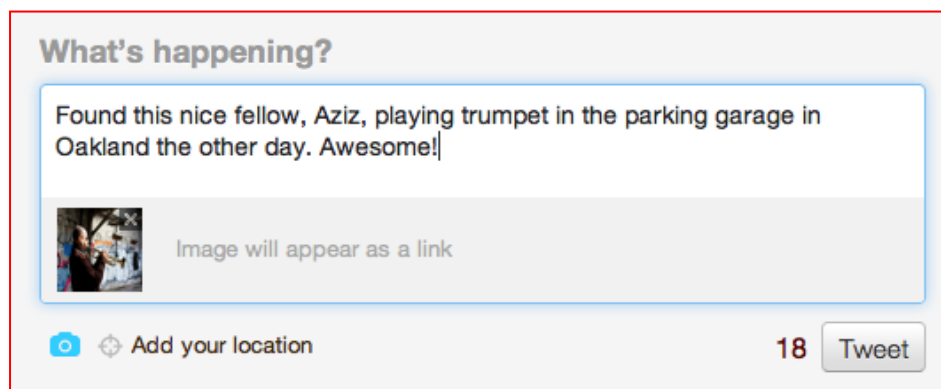 What's happening?
Found this nice fellow, Aziz, playing trumpet in the parking garage in
Oakland the other day. Awesome!
Image will appear as a link
Add your location
18 Tweet